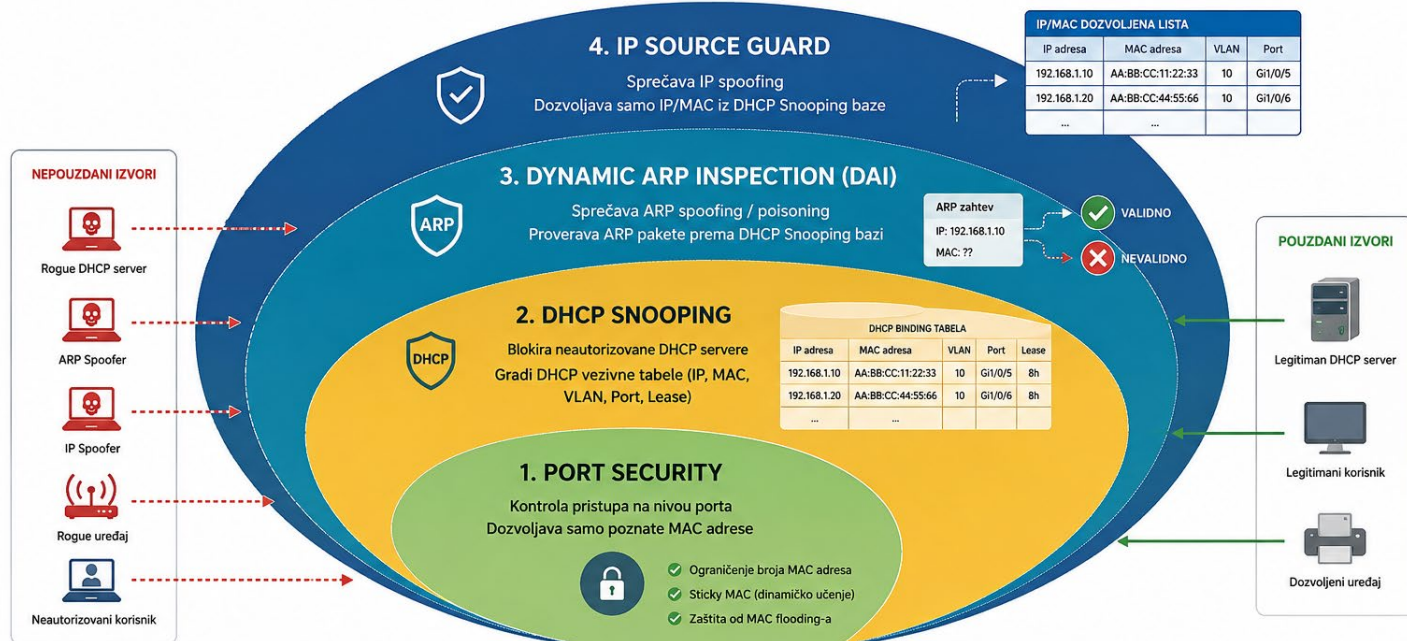 4. IP SOURCE GUARD
Sprečava IP spoofing
Dozvoljava samo IP/MAC iz DHCP Snooping baze
IP/MAC DOZVOLJENA LISTA
IP adresa MAC adresa VLAN Port
192.168.1.10 AA:BB:CC:11:22:33 10 Gi1/0/5
192.168.1.20 AA:BB:CC:44:55:66 10 Gi1/0/6
... ...
NEPOUZDANI IZVORI
Rogue DHCP server
ARP Spoofer
IP Spoofer
Rogue uređaj
Neautorizovani korisnik
3. DYNAMIC ARP INSPECTION (DAI)
ARP
Sprečava ARP spoofing / poisoning
Proverava ARP pakete prema DHCP Snooping bazi
ARP zahtev
IP: 192.168.1.10
MAC: ??
VALIDNO
NEVALIDNO
2. DHCP SNOOPING
DHCP
Blokira neautorizovane DHCP servere
Gradi DHCP vezivne tabele (IP, MAC,
VLAN, Port, Lease)
DHCP BINDING TABELA
IP adresa MAC adresa VLAN Port Lease
192.168.1.10 AA:BB:CC:11:22:33 10 Gi1/0/5 8h
192.168.1.20 AA:BB:CC:44:55:66 10 Gi1/0/6 8h
... ...
1. PORT SECURITY
Kontrola pristupa na nivou porta
Dozvoljava samo poznate MAC adrese
Ograničenje broja MAC adresa
Sticky MAC (dinamičko učenje)
Zaštita od MAC flooding-a
POUZDANI IZVORI
Legitiman DHCP server
Legitimani korisnik
Dozvoljeni uređaj